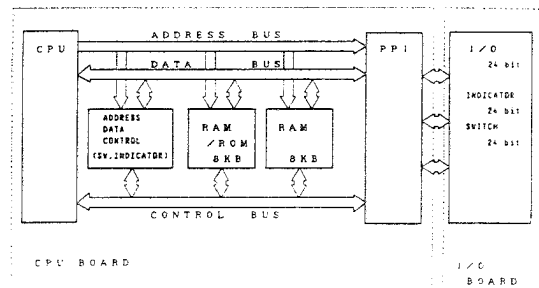 ADDRESS BUS
CPU
PPI
I/O
24 bit
DATA BUS
INDICATOR
24 bit
SWITCH
24 bit
ADDRESS
DATA
CONTROL
(SW,INDICATOR)
RAM
/ROM
8KB
RAM
8KB
CONTROL BUS
CPU BOARD
I/O
BOARD